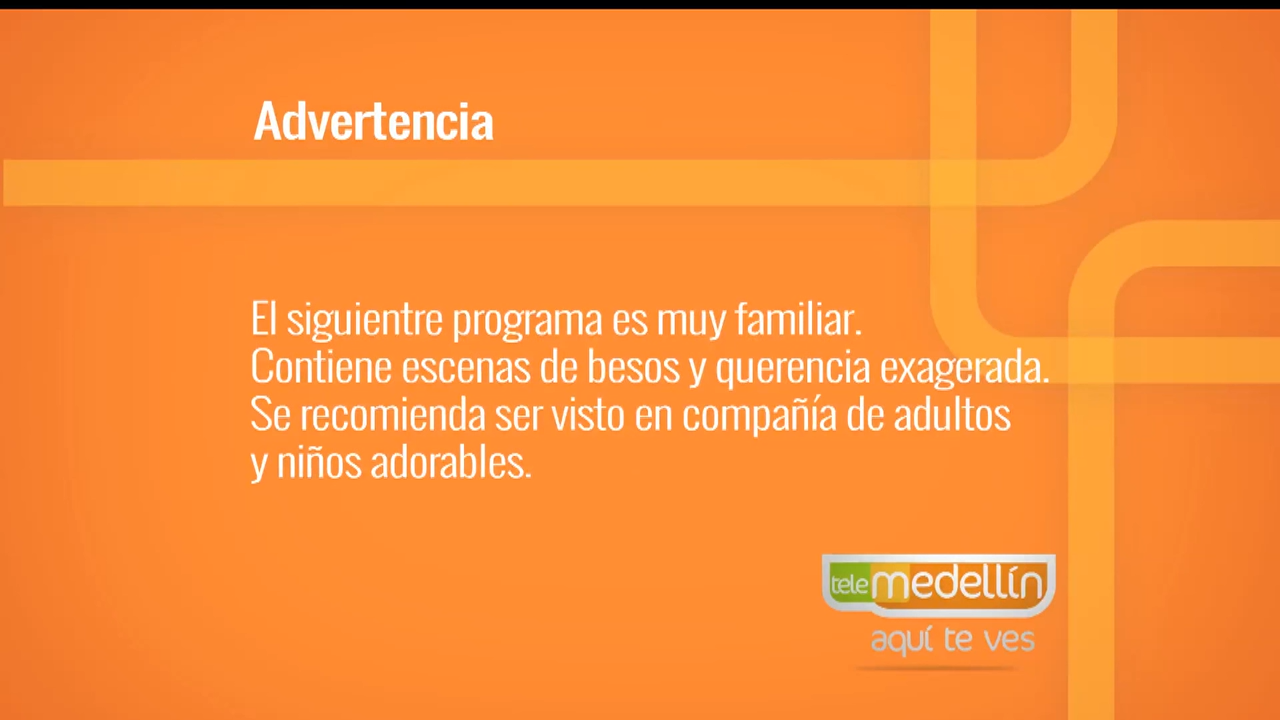 Advertencia
El siguientre programa es muy familiar.
Contiene escenas de besos y querencia exagerada.
Se recomienda ser visto en compañía de adultos
y niños adorables.
tele medellín
aquí te ves